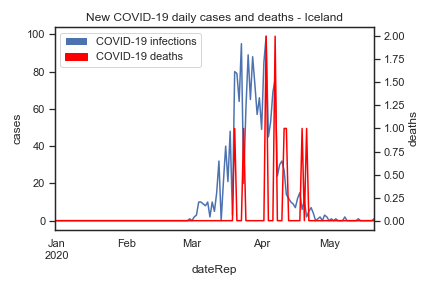 New COVID-19 daily cases and deaths - Iceland
COVID-19 infections
COVID-19 deaths
100
80
60
40
20
0
cases
2.00
1.75
1.50
1.25
1.00
0.75
0.50
0.25
0.00
deaths
Jan Feb Mar Apr May
2020
dateRep